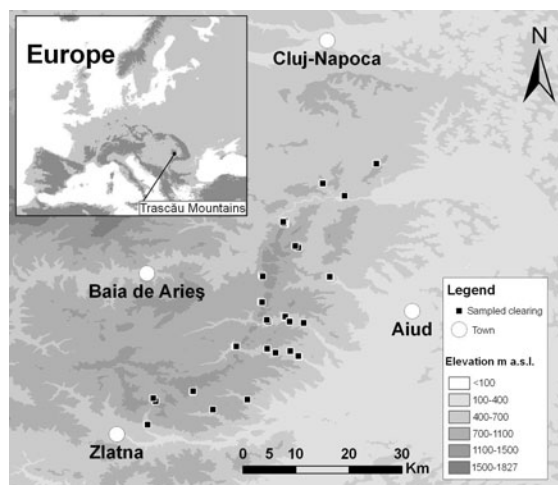 Europe
Trascău Mountains
Cluj-Napoca
N
Baia de Arieş
Aiud
Zlatna
Legend
Sampled clearing
Town
Elevation m a.s.l.
<100
100-400
400-700
700-1100
1100-1500
1500-1827
0 5 10 20 30
Km